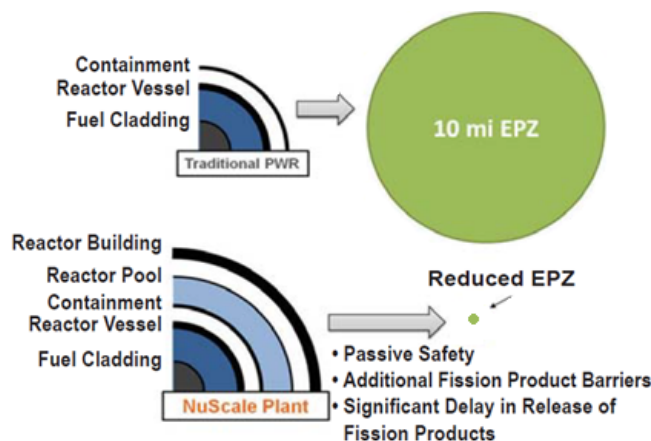 Containment
Reactor Vessel
Fuel Cladding
Traditional PWR
10 mi EPZ
Reactor Building
Reactor Pool
Containment
Reactor Vessel
Fuel Cladding
NuScale Plant
Reduced EPZ
• Passive Safety
• Additional Fission Product Barriers
• Significant Delay in Release of
Fission Products